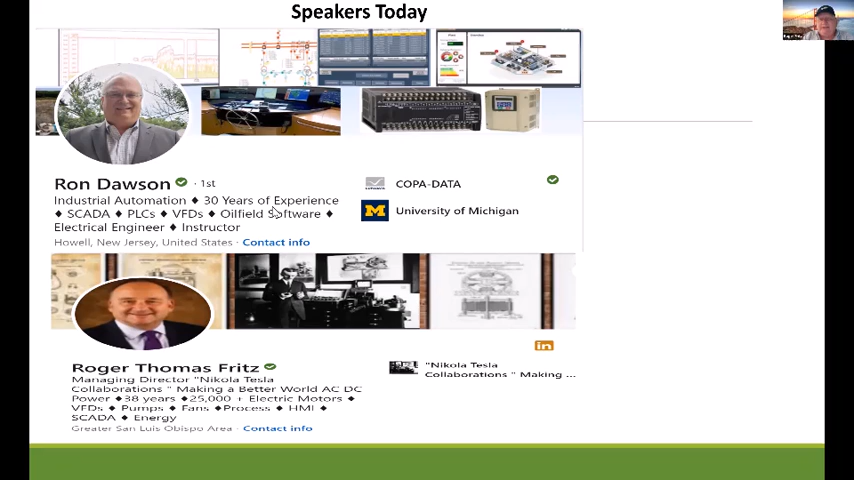 Speakers Today
Ron Dawson · 1st
Industrial Automation ♦ 30 Years of Experience
♦ SCADA ♦ PLCs ♦ VFDs ♦ Oilfield Software ♦
Electrical Engineer ♦ Instructor
Howell, New Jersey, United States · Contact info
COPA-DATA
University of Michigan
Roger Thomas Fritz
Managing Director "Nikola Tesla
Collaborations " Making a Better World AC DC
Power ♦38 years ♦25,000 + Electric Motors ♦
VFDs ♦ Pumps ♦ Fans ♦Process ♦ HMI ♦
SCADA ♦ Energy
Greater San Luis Obispo Area · Contact info
in
"Nikola Tesla
Collaborations " Making ...